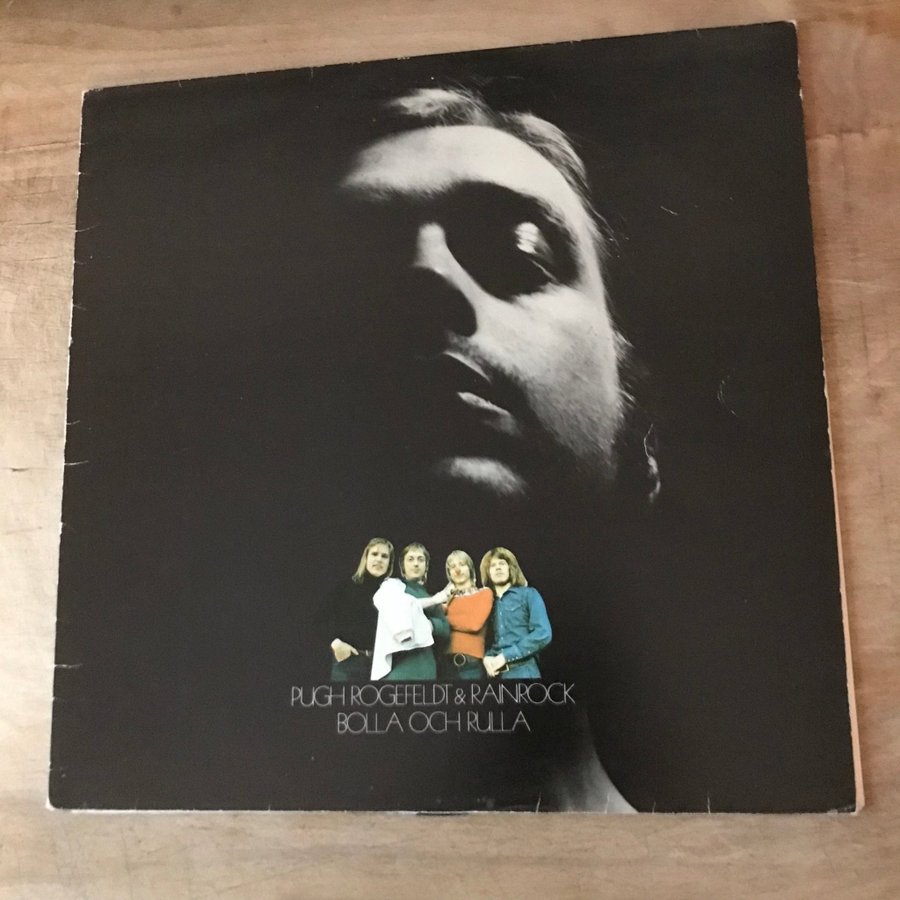 PUGH ROGEFELDT & RAINROCK
BOLLA OCH RULLA